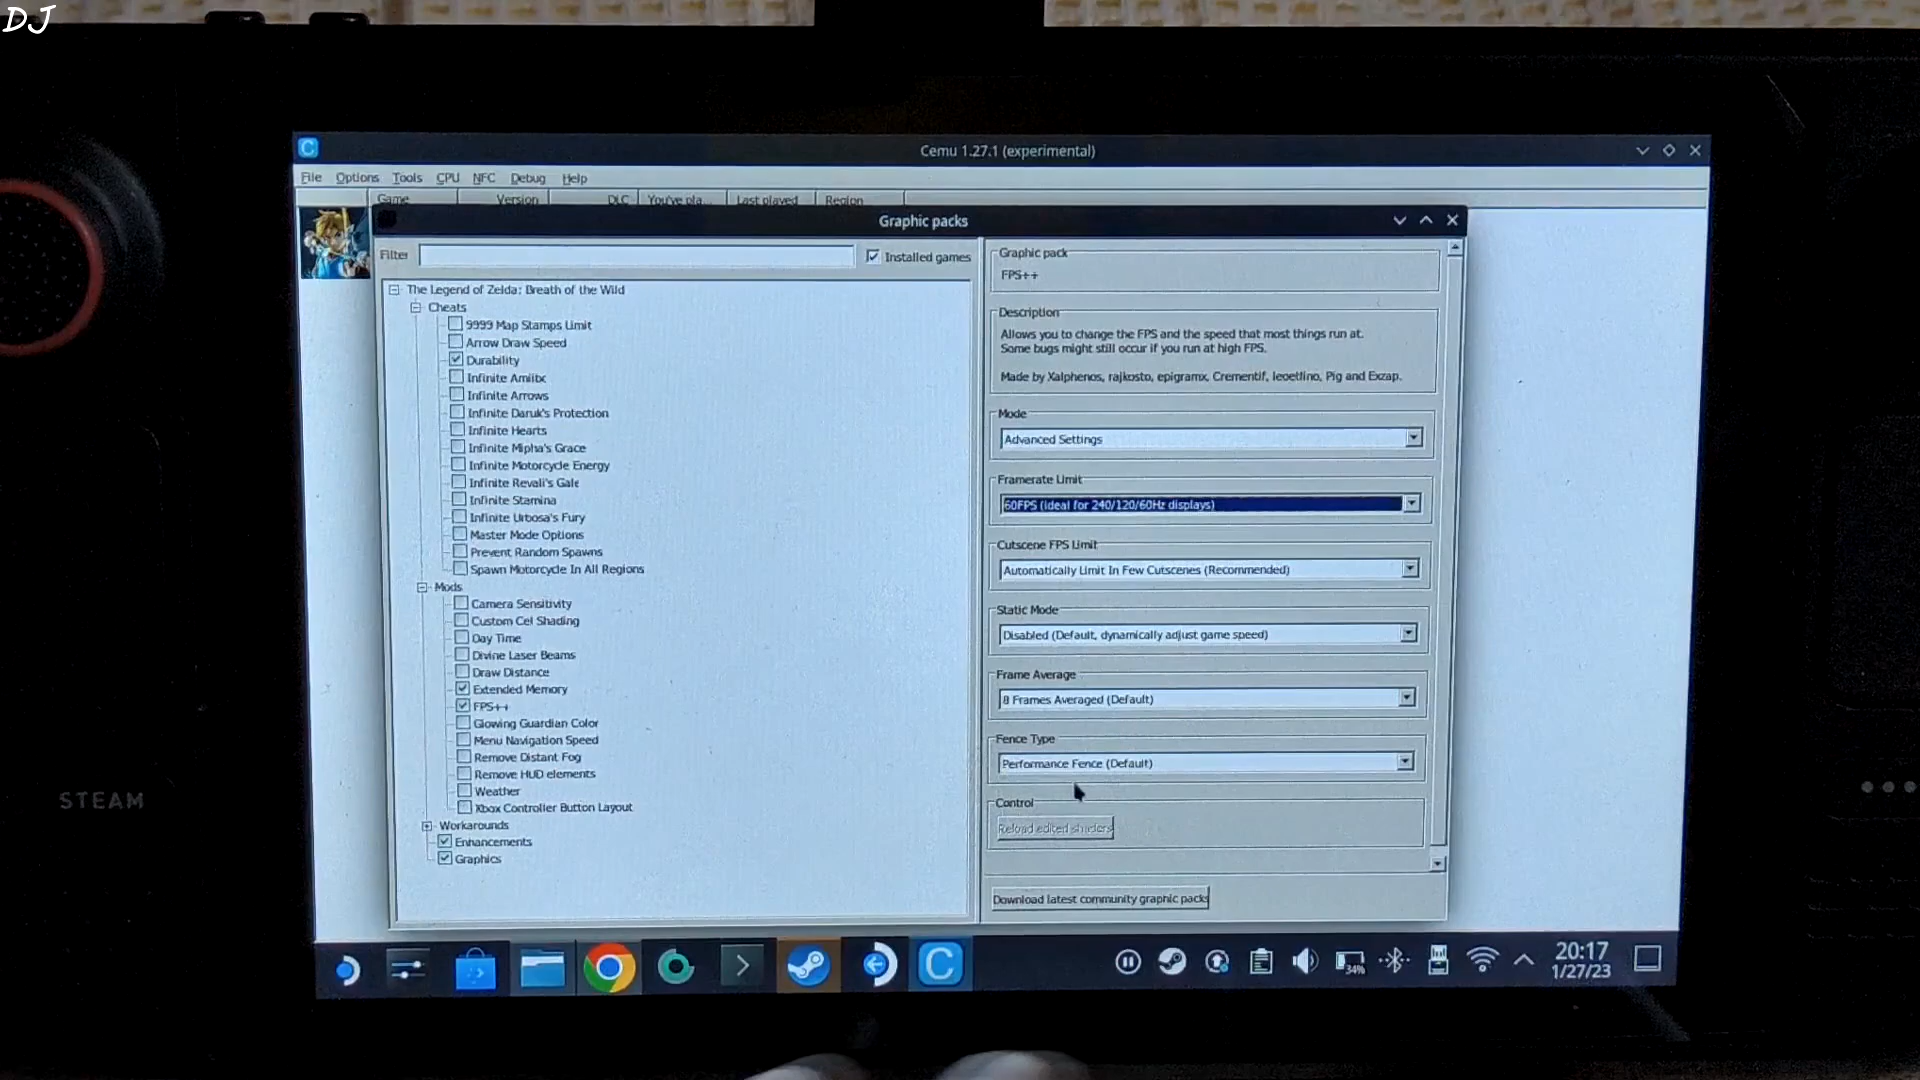 DJ
Cemu 1.27.1 (experimental)
File Options Tools CPU NFC Debug Help
Game Version DLC You've pla... Last played Region
Graphic packs
Filter
Installed games
The Legend of Zelda: Breath of the Wild
Cheats
9999 Map Stamps Limit
Arrow Draw Speed
Durability
Infinite Amiibo
Infinite Arrows
Infinite Daruk's Protection
Infinite Hearts
Infinite Mipha's Grace
Infinite Motorcycle Energy
Infinite Revali's Gale
Infinite Stamina
Infinite Urbosa's Fury
Master Mode Options
Prevent Random Spawns
Spawn Motorcycle In All Regions
Mods
Camera Sensitivity
Custom Cel Shading
Day Time
Divine Laser Beams
Draw Distance
Extended Memory
FPS++
Glowing Guardian Color
Menu Navigation Speed
Remove Distant Fog
Remove HUD elements
Weather
Xbox Controller Button Layout
Workarounds
Enhancements
Graphics
Graphic pack
FPS++
Description
Allows you to change the FPS and the speed that most things run at.
Some bugs might still occur if you run at high FPS.
Made by Xalphenos, rajkosto, epigramx, Crementif, leoetlino, Pig and Exzap.
Mode
Advanced Settings
Framerate Limit
60FPS (ideal for 240/120/60Hz displays)
Cutscene FPS Limit
Automatically Limit In Few Cutscenes (Recommended)
Static Mode
Disabled (Default, dynamically adjust game speed)
Frame Average
8 Frames Averaged (Default)
Fence Type
Performance Fence (Default)
Control
Reload edited shaders
Download latest community graphic packs
STEAM
34%
20:17
1/27/23